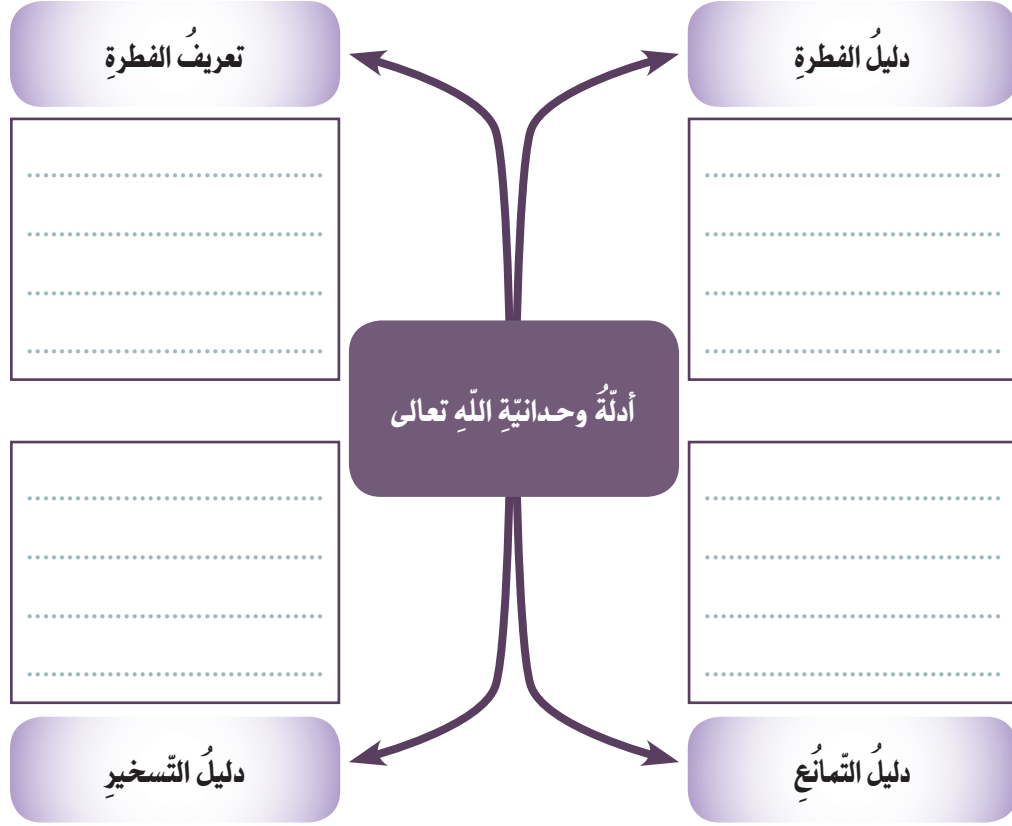 دليلُ الفطرةِ
تعريفُ الفطرةِ
أدلّةُ وحدانيّةِ اللّهِ تعالى
دليلُ التّمانُعِ
دليلُ التّسخيرِ